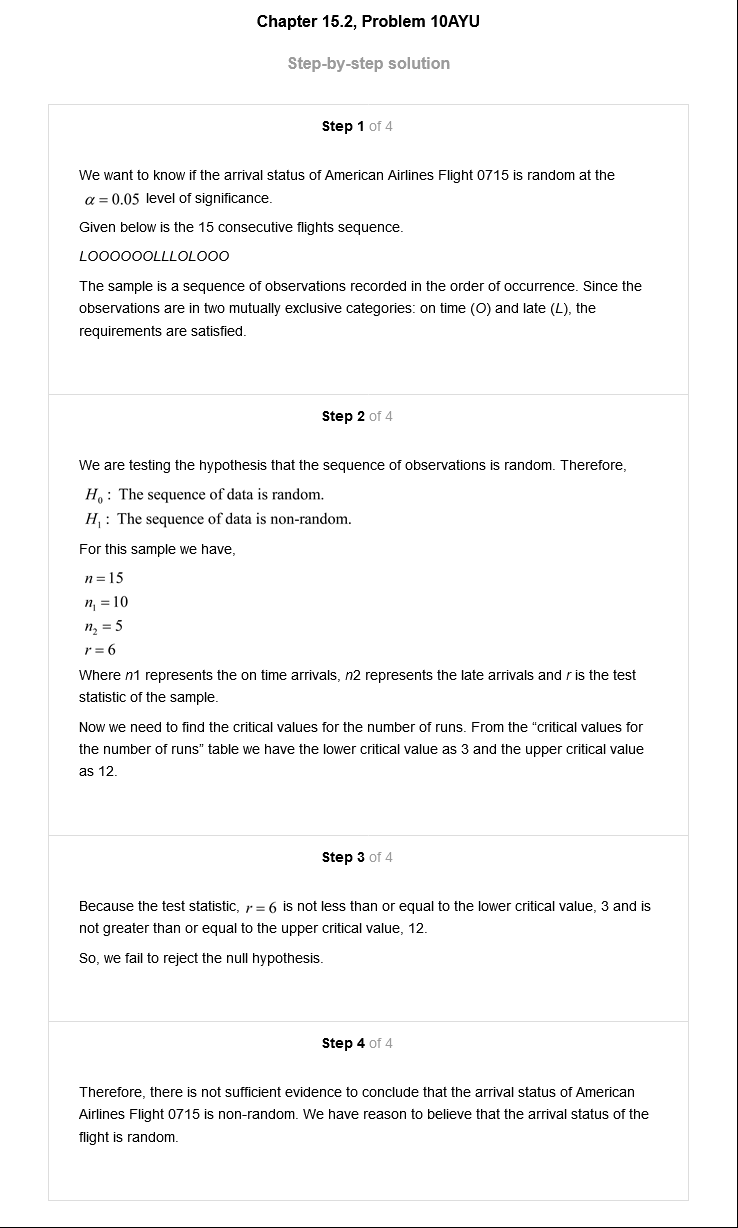 Chapter 15.2, Problem 10AYU
Step-by-step solution
Step 1 of 4
We want to know if the arrival status of American Airlines Flight 0715 is random at the
α = 0.05 level of significance.
Given below is the 15 consecutive flights sequence.
LOOOOOOLLLOLOOO
The sample is a sequence of observations recorded in the order of occurrence. Since the
observations are in two mutually exclusive categories: on time (O) and late (L), the
requirements are satisfied.
Step 2 of 4
We are testing the hypothesis that the sequence of observations is random. Therefore,
H₀ : The sequence of data is random.
H₁ : The sequence of data is non-random.
For this sample we have,
n = 15
n₁ = 10
n₂ = 5
r = 6
Where n1 represents the on time arrivals, n2 represents the late arrivals and r is the test
statistic of the sample.
Now we need to find the critical values for the number of runs. From the “critical values for
the number of runs” table we have the lower critical value as 3 and the upper critical value
as 12.
Step 3 of 4
Because the test statistic, r = 6 is not less than or equal to the lower critical value, 3 and is
not greater than or equal to the upper critical value, 12.
So, we fail to reject the null hypothesis.
Step 4 of 4
Therefore, there is not sufficient evidence to conclude that the arrival status of American
Airlines Flight 0715 is non-random. We have reason to believe that the arrival status of the
flight is random.